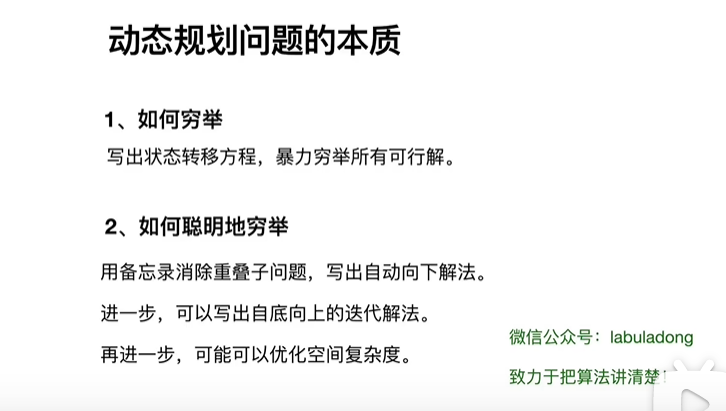 动态规划问题的本质
1、如何穷举
写出状态转移方程，暴力穷举所有可行解。
2、如何聪明地穷举
用备忘录消除重叠子问题，写出自动向下解法。
进一步，可以写出自底向上的迭代解法。
再进一步，可能可以优化空间复杂度。
微信公众号：labuladong
致力于把算法讲清楚！